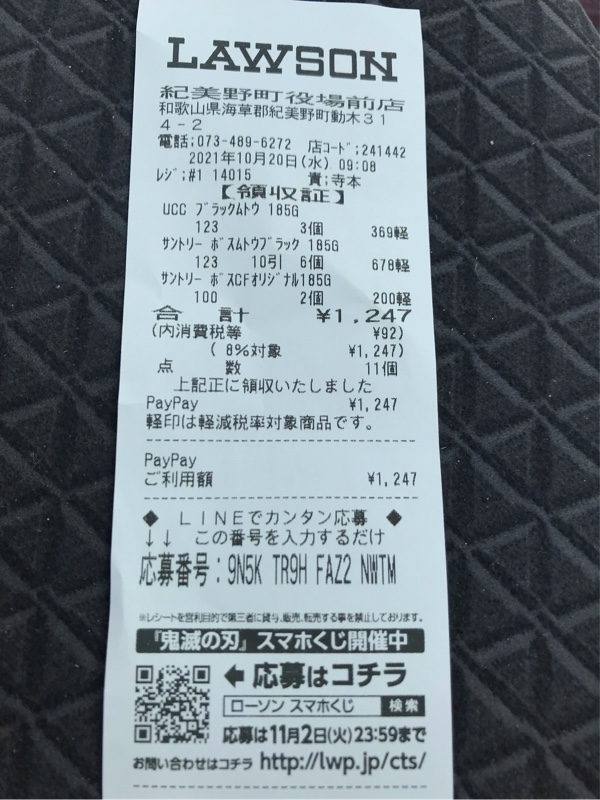 LAWSON
紀美野町役場前店
和歌山県海草郡紀美野町動木31
4-2
電話:073-489-6272 店コード:241442
2021年10月20日(水) 09:08
レジ:#1 14015 責:寺本
【領収証】
UCC ブラックムトウ 185G
123 3個 369軽
サントリー ボスムトウブラック 185G
123 10引 6個 678軽
サントリー ボスCFオリジナル185G
100 2個 200軽
合 計 ¥1,247
(内消費税等 ¥92)
( 8%対象 ¥1,247)
点 数 11個
上記正に領収いたしました
PayPay ¥1,247
軽印は軽減税率対象商品です。
PayPay
ご利用額 ¥1,247
◆ LINEでカンタン応募 ◆
↓↓ この番号を入力するだけ
応募番号:9N5K TR9H FAZ2 NWTM
※レシートを営利目的で第三者に貸与、販売、転売する事を禁止しております。
『鬼滅の刃』スマホくじ開催中
←応募はコチラ
ローソン スマホくじ 検索
応募は11月2日(火)23:59まで
お問い合わせはコチラ http://lwp.jp/cts/